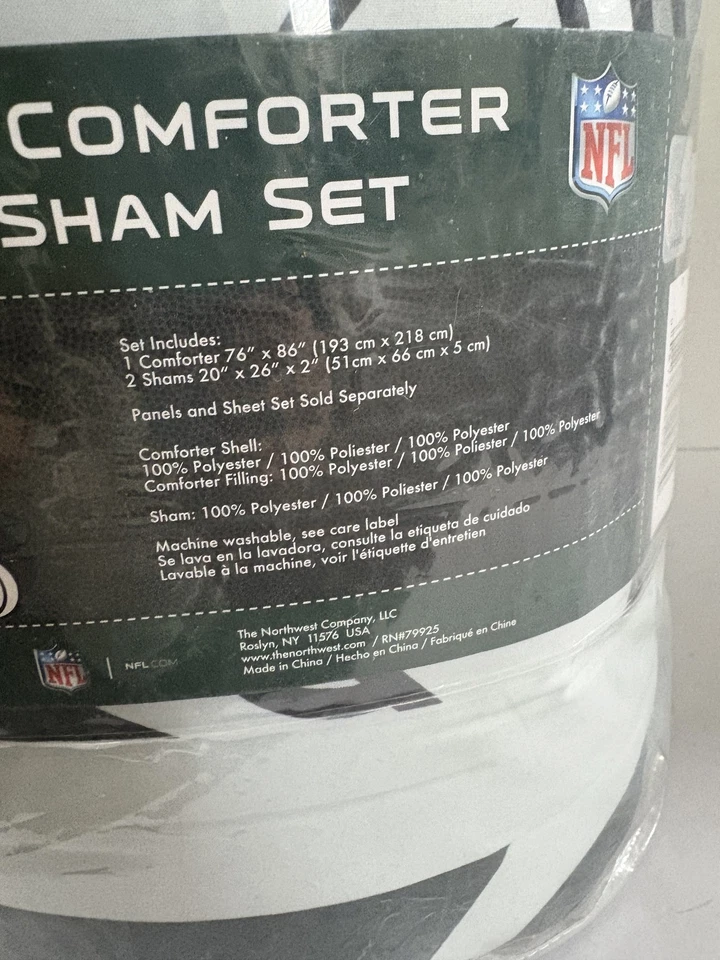 COMFORTER
SHAM SET
NFL
Set Includes:
1 Comforter 76" x 86" (193 cm x 218 cm)
2 Shams 20" x 26" x 2" (51cm x 66 cm x 5 cm)
Panels and Sheet Set Sold Separately
Comforter Shell:
100% Polyester / 100% Poliester / 100% Polyester
Comforter Filling: 100% Polyester / 100% Poliester / 100% Polyester
Sham: 100% Polyester / 100% Poliester / 100% Polyester
Machine washable, see care label
Se lava en la lavadora, consulte la etiqueta de cuidado
Lavable à la machine, voir l'étiquette d'entretien
NFL | NFL.COM
The Northwest Company, LLC
Roslyn, NY 11576 USA
www.thenorthwest.com / RN#79925
Made in China / Hecho en China / Fabriqué en Chine